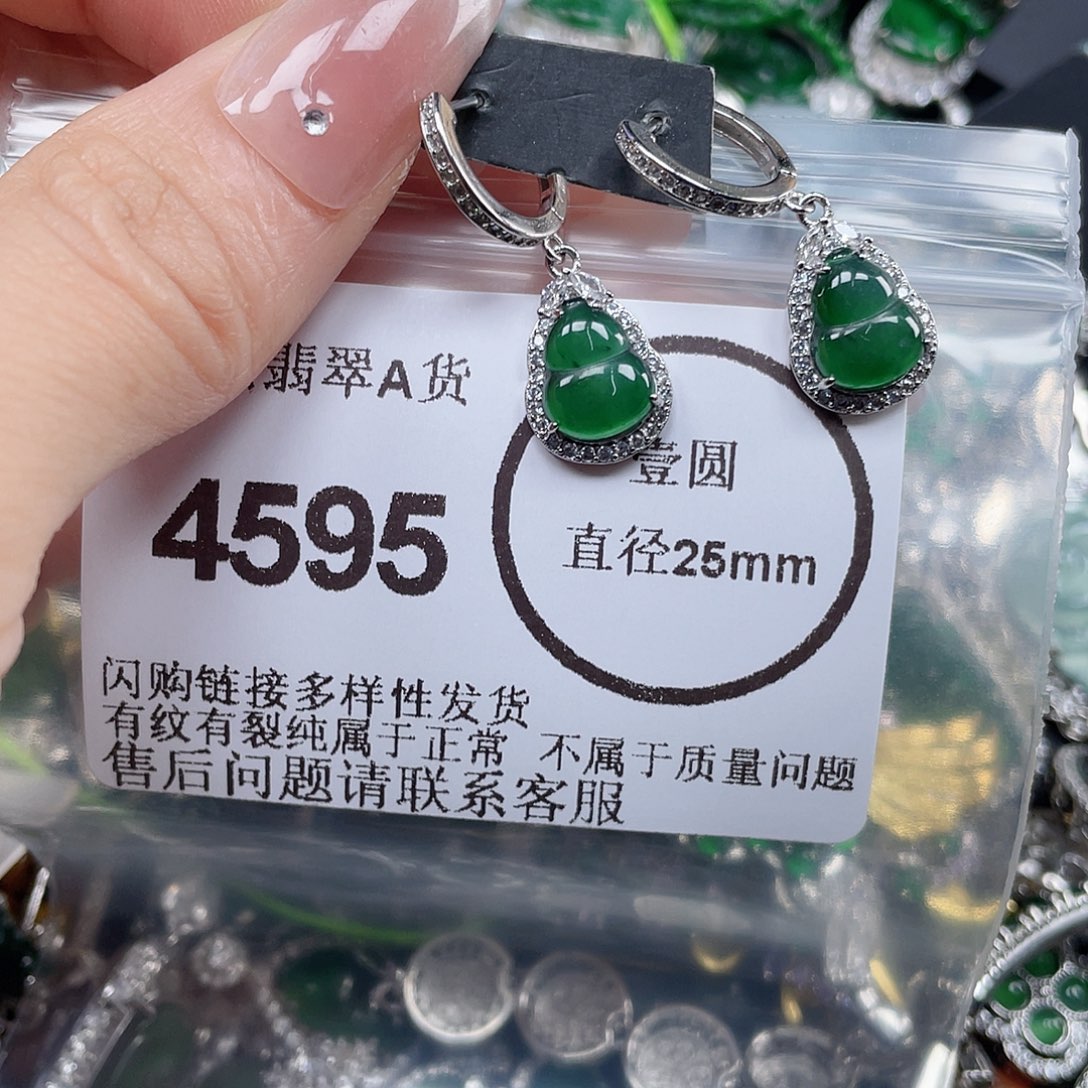 翡翠A货
4595
壹圆
直径25mm
闪购链接多样性发货
有纹有裂纯属于正常 不属于质量问题
售后问题请联系客服